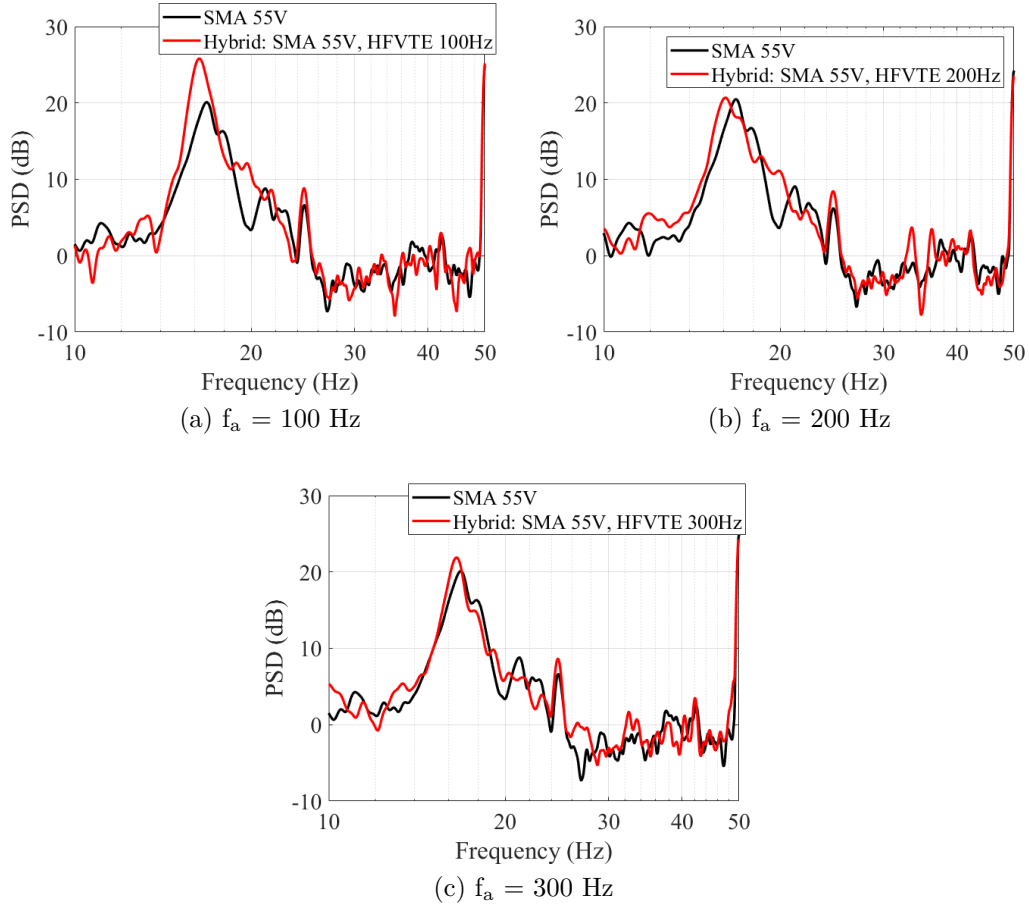 SMA 55V
Hybrid: SMA 55V, HFVTE 100Hz
30
20
10
0
-10
PSD (dB)
10
20
30
40
50
Frequency (Hz)
(a) fₐ = 100 Hz
SMA 55V
Hybrid: SMA 55V, HFVTE 200Hz
30
20
10
0
-10
PSD (dB)
10
20
30
40
50
Frequency (Hz)
(b) fₐ = 200 Hz
SMA 55V
Hybrid: SMA 55V, HFVTE 300Hz
30
20
10
0
-10
PSD (dB)
10
20
30
40
50
Frequency (Hz)
(c) fₐ = 300 Hz